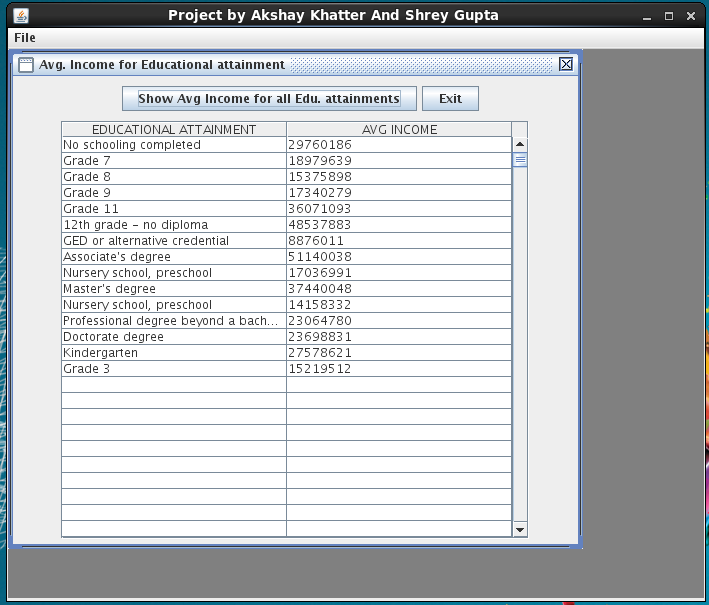 Project by Akshay Khatter And Shrey Gupta
File
Avg. Income for Educational attainment
Show Avg Income for all Edu. attainments Exit
EDUCATIONAL ATTAINMENT AVG INCOME
No schooling completed 29760186
Grade 7 18979639
Grade 8 15375898
Grade 9 17340279
Grade 11 36071093
12th grade – no diploma 48537883
GED or alternative credential 8876011
Associate's degree 51140038
Nursery school, preschool 17036991
Master's degree 37440048
Nursery school, preschool 14158332
Professional degree beyond a bach... 23064780
Doctorate degree 23698831
Kindergarten 27578621
Grade 3 15219512